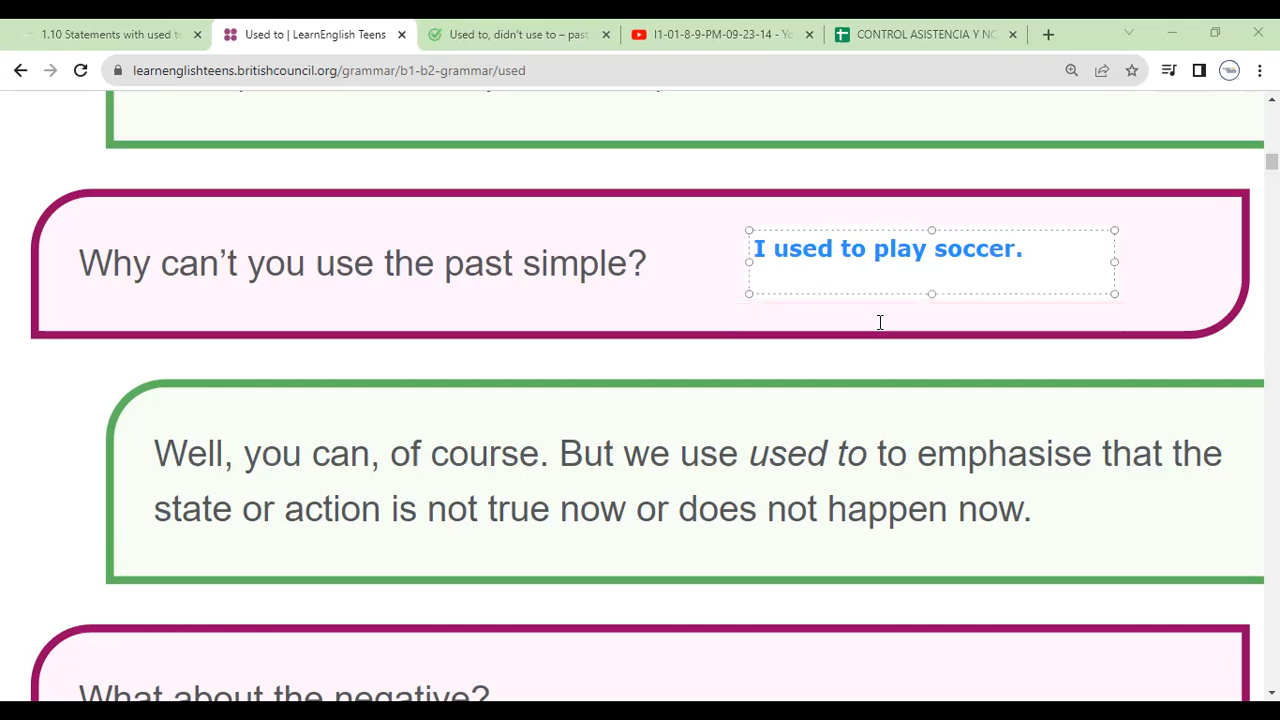 1.10 Statements with used to
Used to | LearnEnglish Teens
Used to, didn't use to – past
I1-01-8-9-PM-09-23-14 - Yo
CONTROL ASISTENCIA Y NO
learnenglishteens.britishcouncil.org/grammar/b1-b2-grammar/used
Why can't you use the past simple?
I used to play soccer.
Well, you can, of course. But we use used to to emphasise that the
state or action is not true now or does not happen now.
What about the negative?